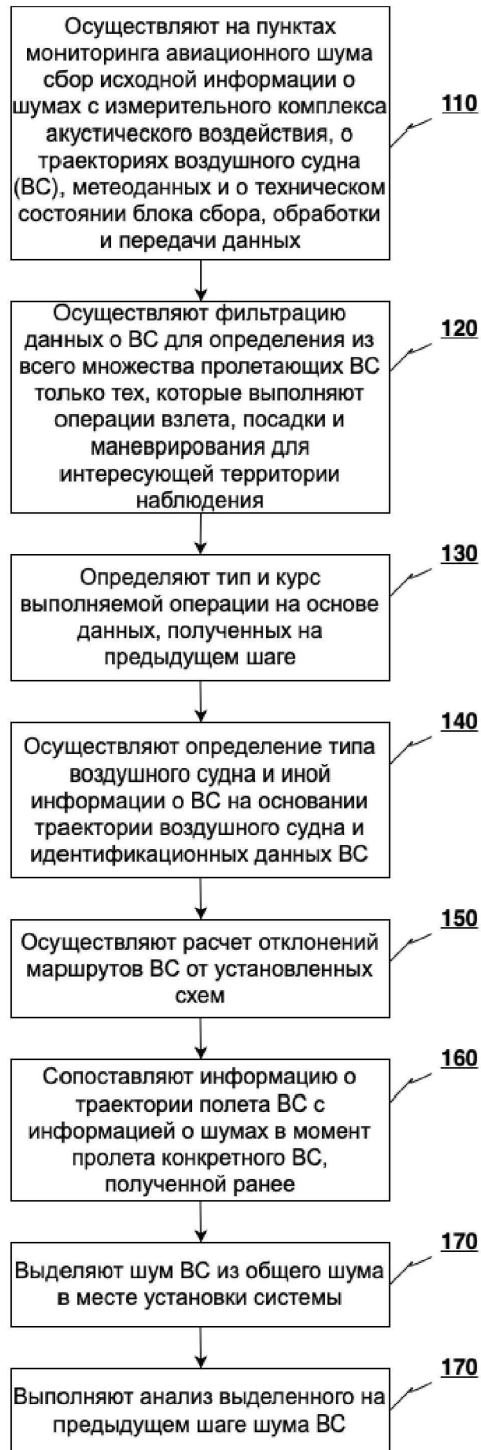 Осуществляют на пунктах
мониторинга авиационного шума
сбор исходной информации о
шумах с измерительного комплекса
акустического воздействия, о
траекториях воздушного судна
(ВС), метеоданных и о техническом
состоянии блока сбора, обработки
и передачи данных
110
Осуществляют фильтрацию
данных о ВС для определения из
всего множества пролетающих ВС
только тех, которые выполняют
операции взлета, посадки и
маневрирования для
интересующей территории
наблюдения
120
Определяют тип и курс
выполняемой операции на основе
данных, полученных на
предыдущем шаге
130
Осуществляют определение типа
воздушного судна и иной
информации о ВС на основании
траектории воздушного судна и
идентификационных данных ВС
140
Осуществляют расчет отклонений
маршрутов ВС от установленных
схем
150
Сопоставляют информацию о
траектории полета ВС с
информацией о шумах в момент
пролета конкретного ВС,
полученной ранее
160
Выделяют шум ВС из общего шума
в месте установки системы
170
Выполняют анализ выделенного на
предыдущем шаге шума ВС
170